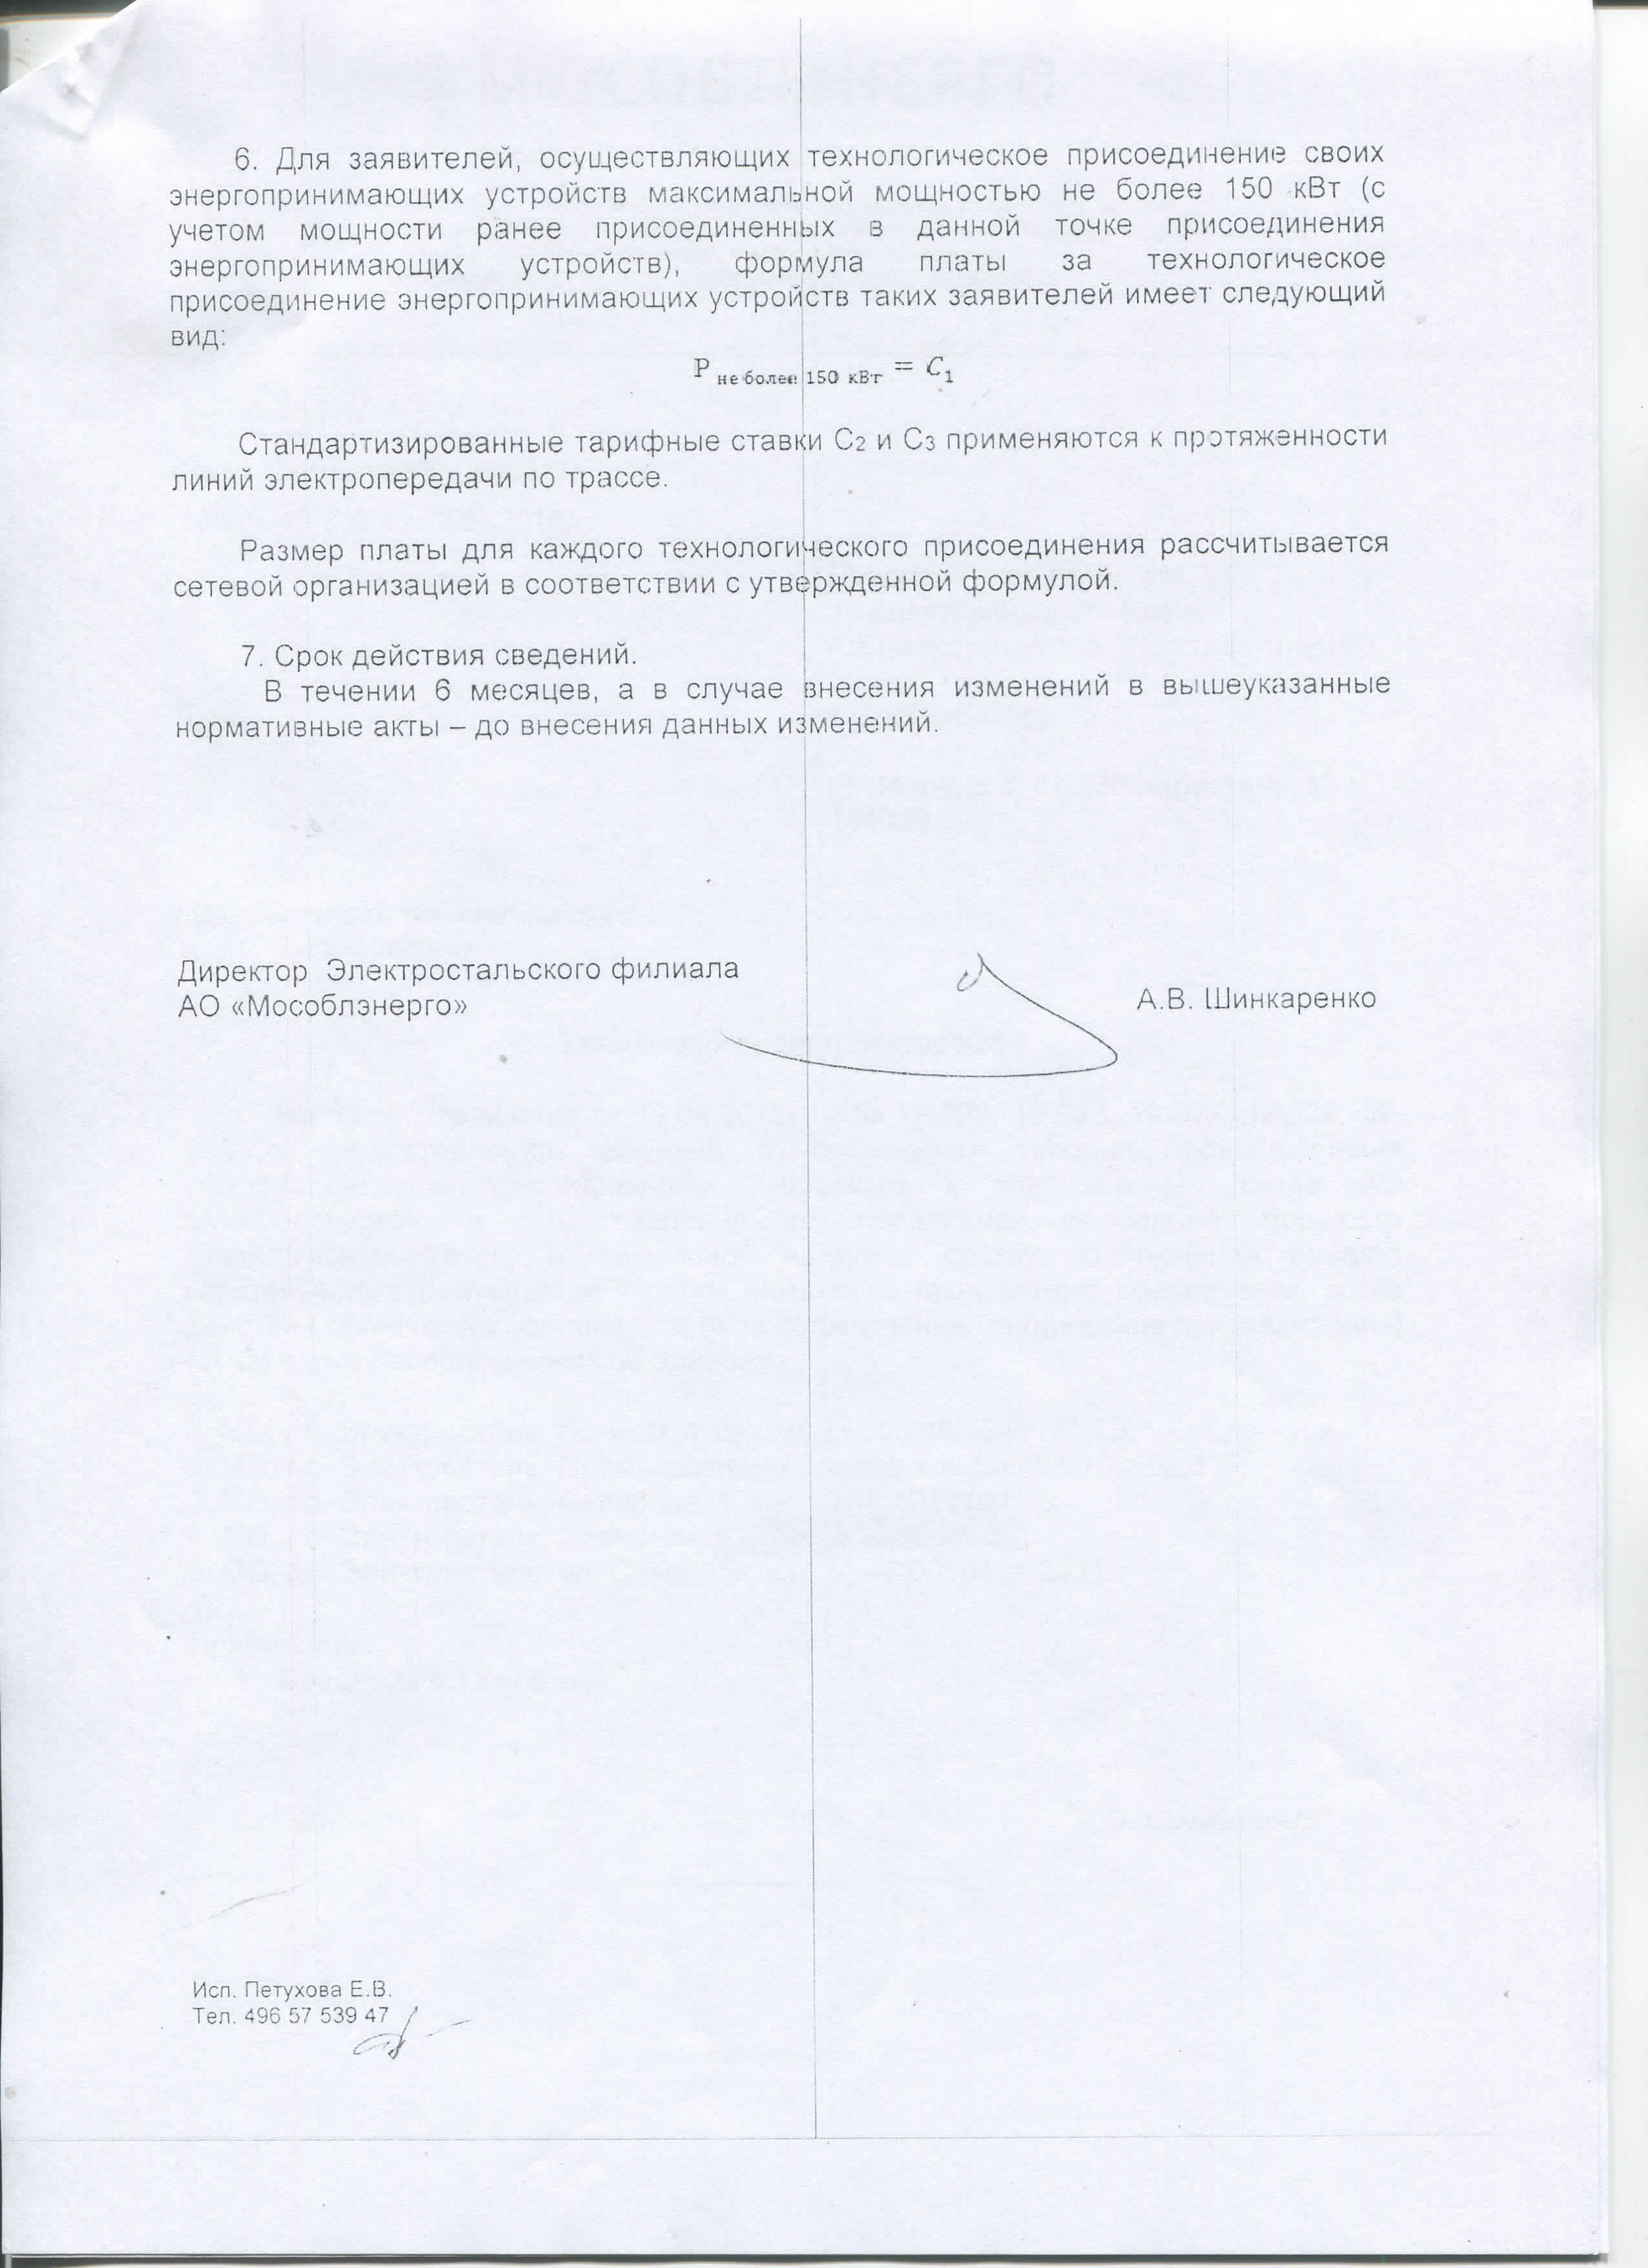 6. Для заявителей, осуществляющих технологическое присоединение своих
энергопринимающих устройств максимальной мощностью не более 150 кВт (с
учетом мощности ранее присоединенных в данной точке присоединения
энергопринимающих устройств), формула платы за технологическое
присоединение энергопринимающих устройств таких заявителей имеет следующий
вид:
P не более 150 кВт = C1
Стандартизированные тарифные ставки С2 и С3 применяются к протяженности
линий электропередачи по трассе.
Размер платы для каждого технологического присоединения рассчитывается
сетевой организацией в соответствии с утвержденной формулой.
7. Срок действия сведений.
В течении 6 месяцев, а в случае внесения изменений в вышеуказанные
нормативные акты – до внесения данных изменений.
Директор Электростальского филиала
АО «Мособлэнерго»
А.В. Шинкаренко
Исп. Петухова Е.В.
Тел. 496 57 539 47